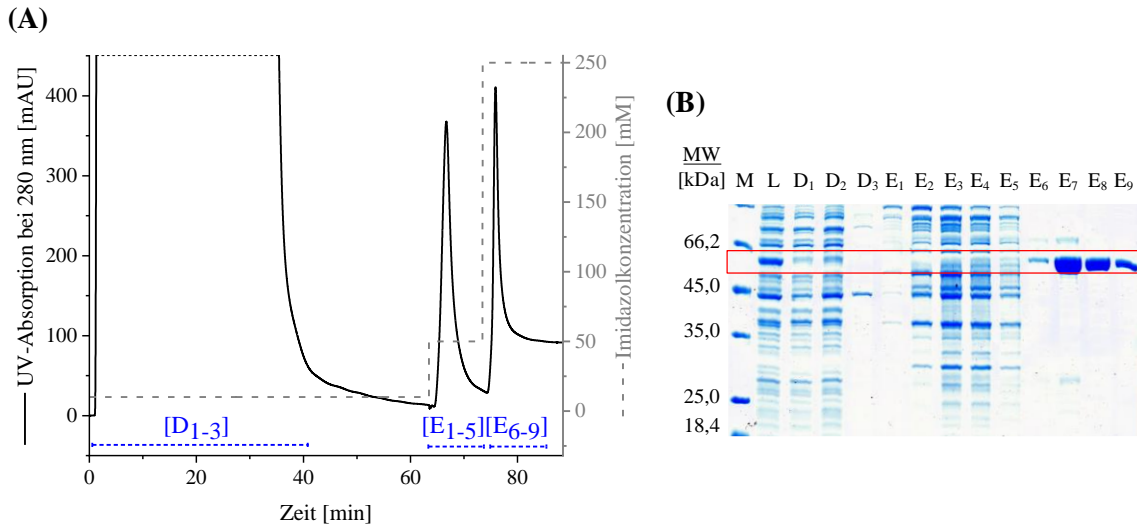 (A)
UV-Absorption bei 280 nm [mAU]
400
300
200
100
0
0
20
40
60
80
Zeit [min]
[D1-3]
[E1-5]
[E6-9]
250
200
150
100
50
0
Imidazolkonzentration [mM]
(B)
MW
[kDa] M L D1 D2 D3 E1 E2 E3 E4 E5 E6 E7 E8 E9
66,2
45,0
35,0
25,0
18,4